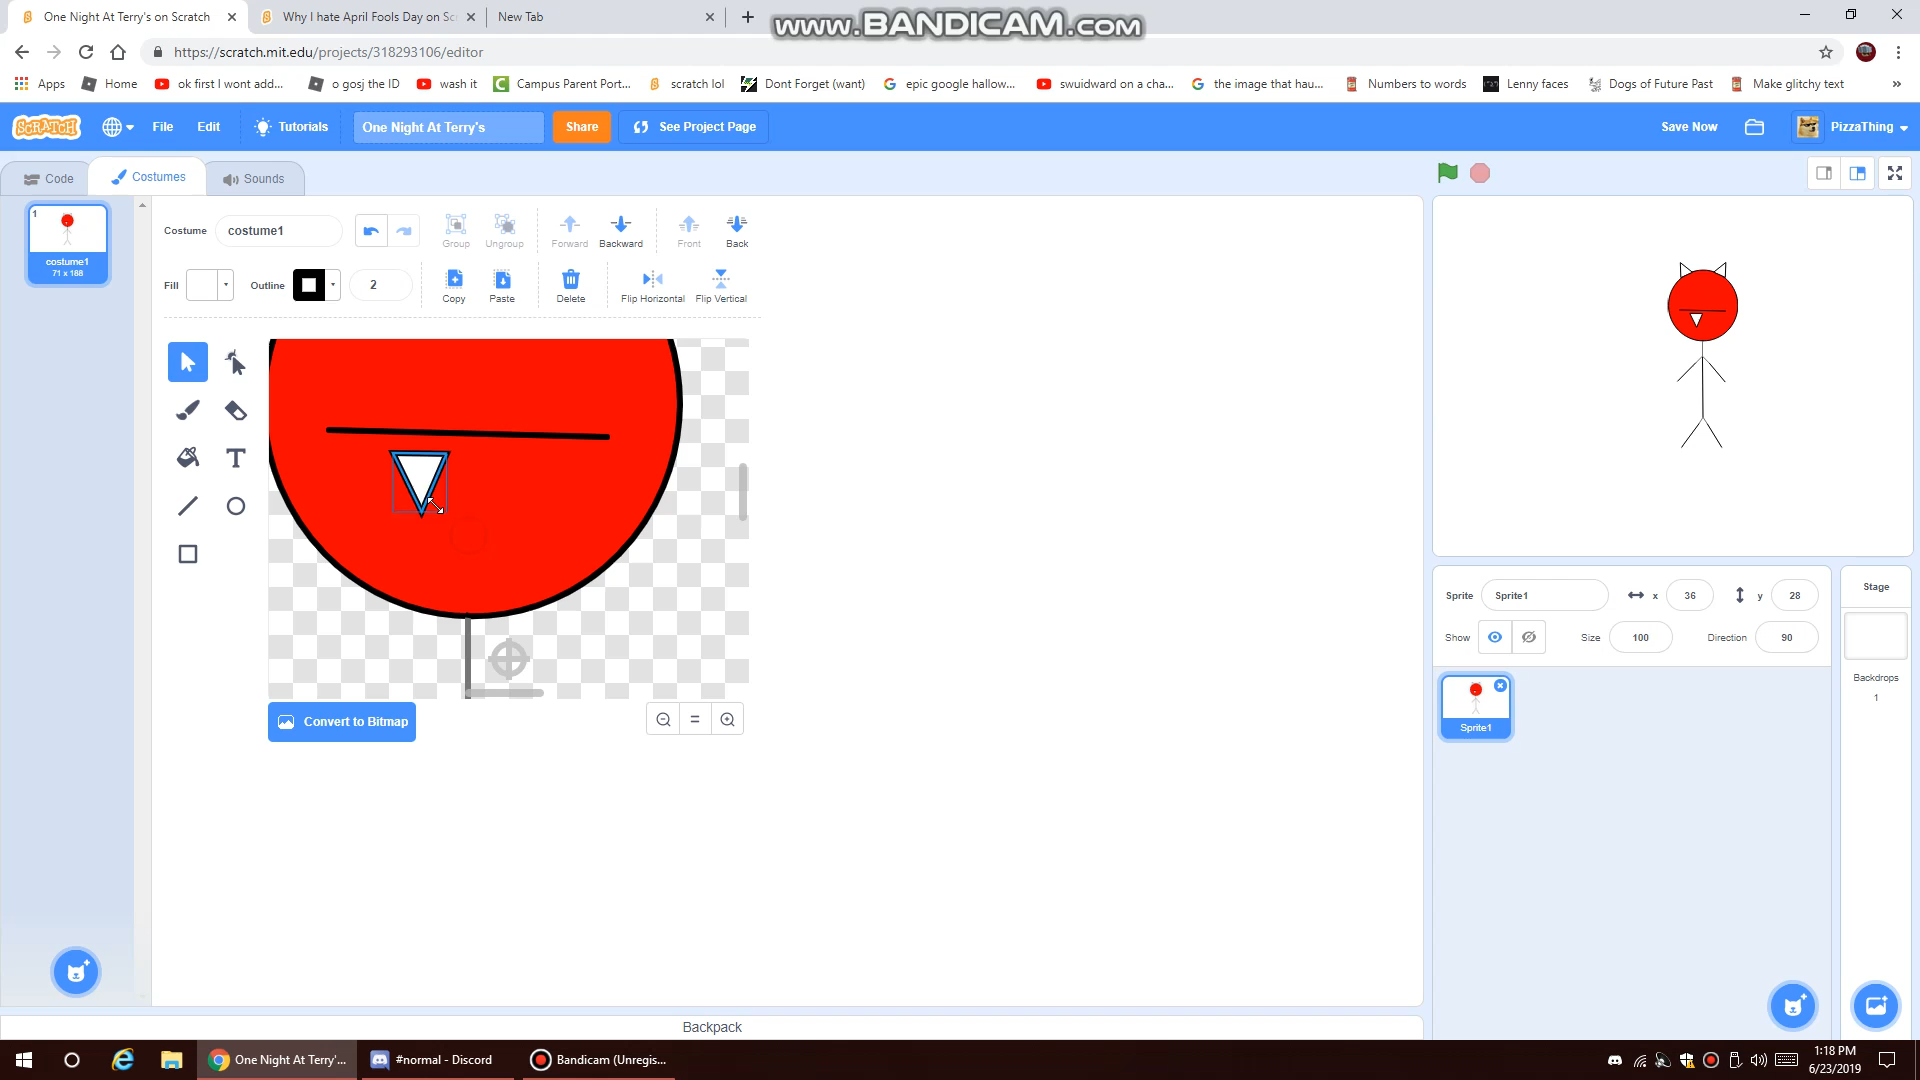 One Night At Terry's on Scratch
Why I hate April Fools Day on Sc
New Tab
www.BANDICAM.com
https://scratch.mit.edu/projects/318293106/editor
Apps
Home
ok first I wont add...
o gosj the ID
wash it
Campus Parent Port...
scratch lol
Dont Forget (want)
epic google hallow...
swuidward on a cha...
the image that hau...
Numbers to words
Lenny faces
Dogs of Future Past
Make glitchy text
»
SCRATCH
File
Edit
Tutorials
One Night At Terry's
Share
See Project Page
Save Now
PizzaThing
Code
Costumes
Sounds
1
costume1
71 x 188
Costume
costume1
Group
Ungroup
Forward
Backward
Front
Back
Fill
Outline
2
Copy
Paste
Delete
Flip Horizontal
Flip Vertical
T
Convert to Bitmap
Sprite
Sprite1
x
36
y
28
Show
Size
100
Direction
90
Sprite1
Stage
Backdrops
1
Backpack
One Night At Terry'...
#normal - Discord
Bandicam (Unregis...
1:18 PM
6/23/2019